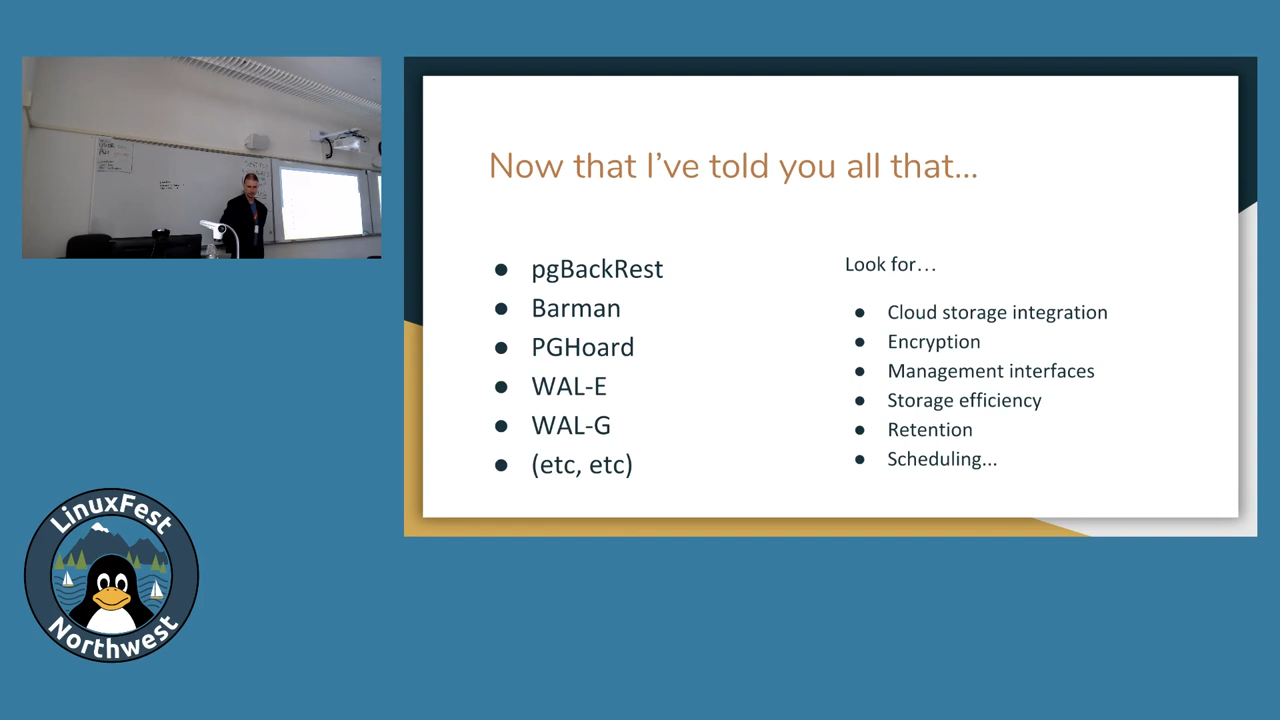 Now that I've told you all that...
● pgBackRest
● Barman
● PGHoard
● WAL-E
● WAL-G
● (etc, etc)
Look for…
● Cloud storage integration
● Encryption
● Management interfaces
● Storage efficiency
● Retention
● Scheduling...
LinuxFest
Northwest